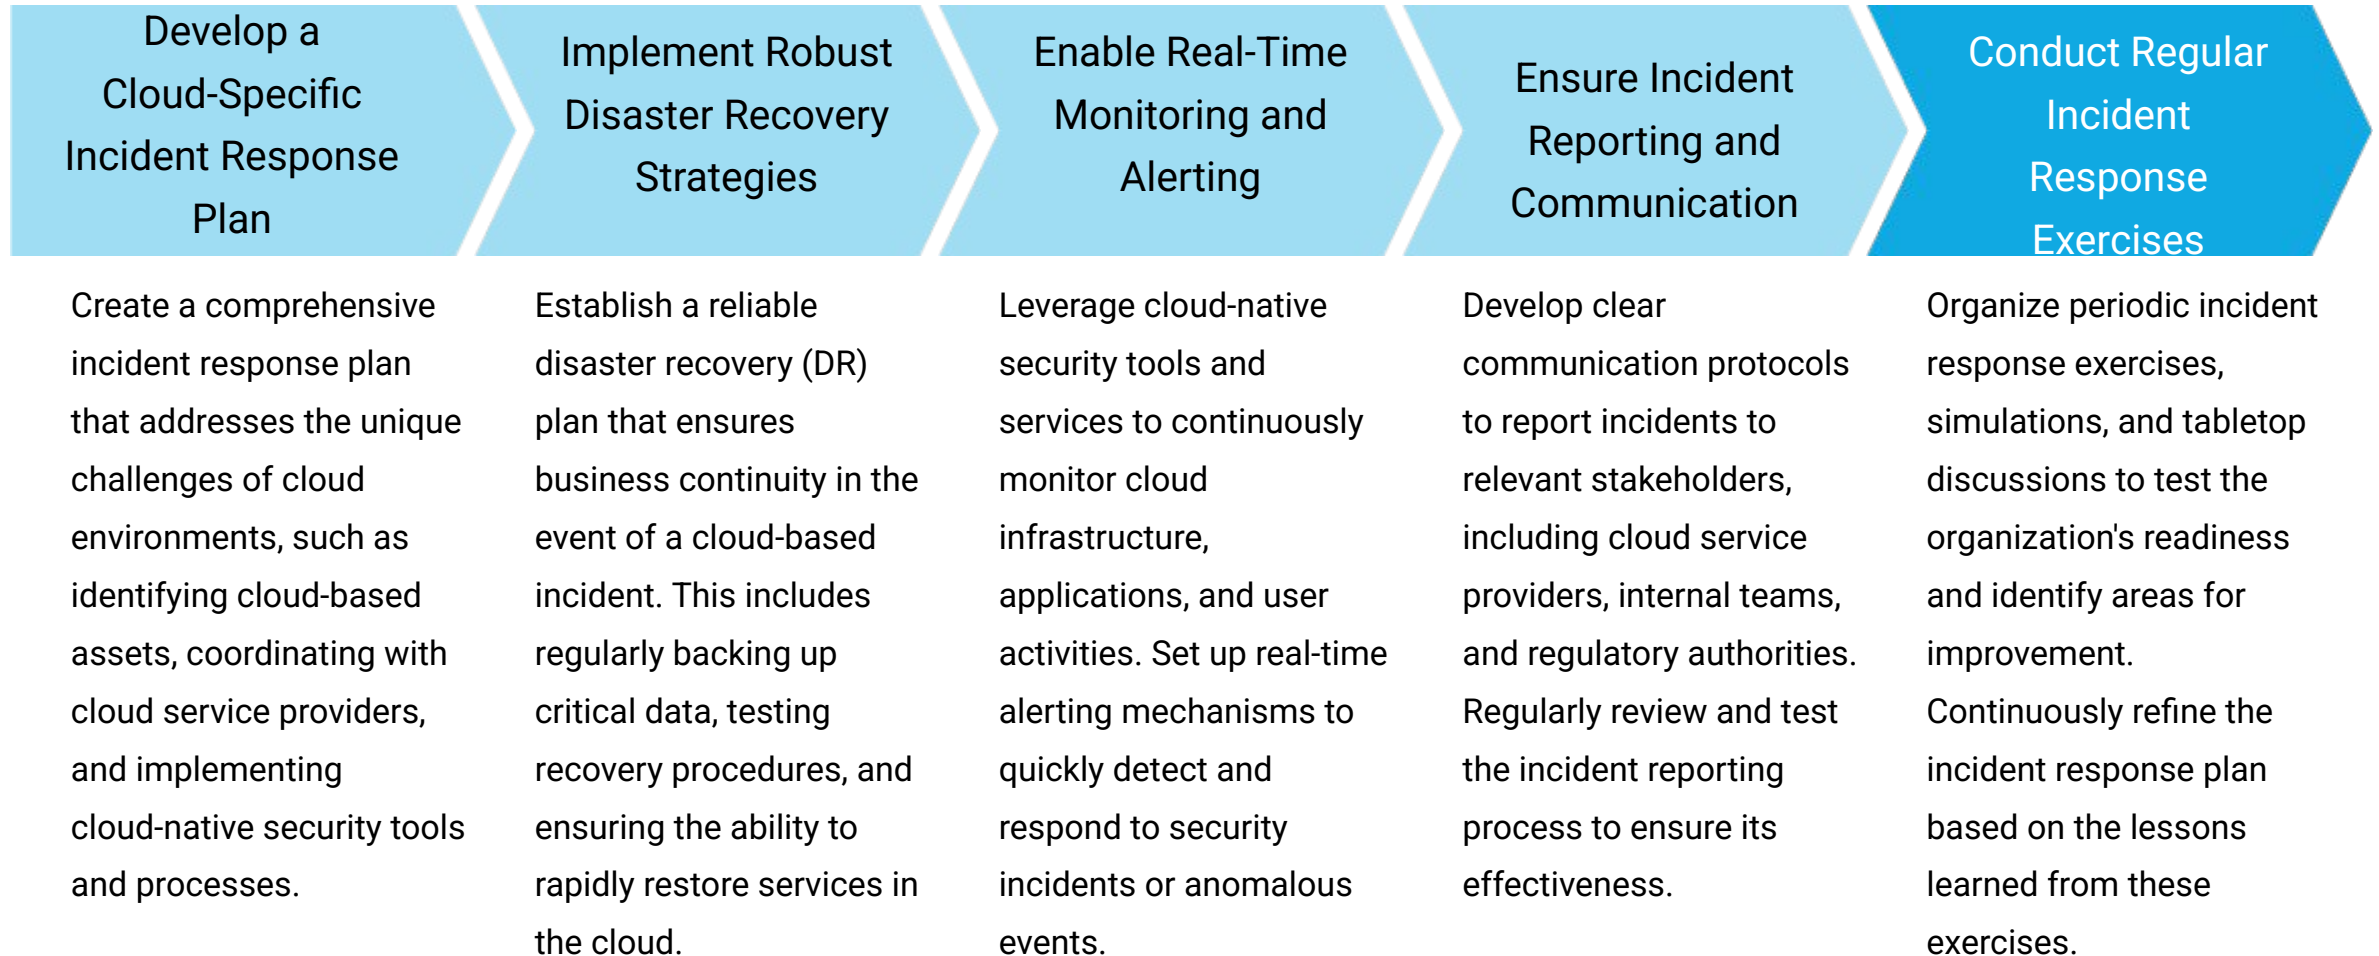 Develop a
Cloud-Specific
Incident Response
Plan
Implement Robust
Disaster Recovery
Strategies
Enable Real-Time
Monitoring and
Alerting
Ensure Incident
Reporting and
Communication
Conduct Regular
Incident
Response
Exercises
Create a comprehensive
incident response plan
that addresses the unique
challenges of cloud
environments, such as
identifying cloud-based
assets, coordinating with
cloud service providers,
and implementing
cloud-native security tools
and processes.
Establish a reliable
disaster recovery (DR)
plan that ensures
business continuity in the
event of a cloud-based
incident. This includes
regularly backing up
critical data, testing
recovery procedures, and
ensuring the ability to
rapidly restore services in
the cloud.
Leverage cloud-native
security tools and
services to continuously
monitor cloud
infrastructure,
applications, and user
activities. Set up real-time
alerting mechanisms to
quickly detect and
respond to security
incidents or anomalous
events.
Develop clear
communication protocols
to report incidents to
relevant stakeholders,
including cloud service
providers, internal teams,
and regulatory authorities.
Regularly review and test
the incident reporting
process to ensure its
effectiveness.
Organize periodic incident
response exercises,
simulations, and tabletop
discussions to test the
organization's readiness
and identify areas for
improvement.
Continuously refine the
incident response plan
based on the lessons
learned from these
exercises.